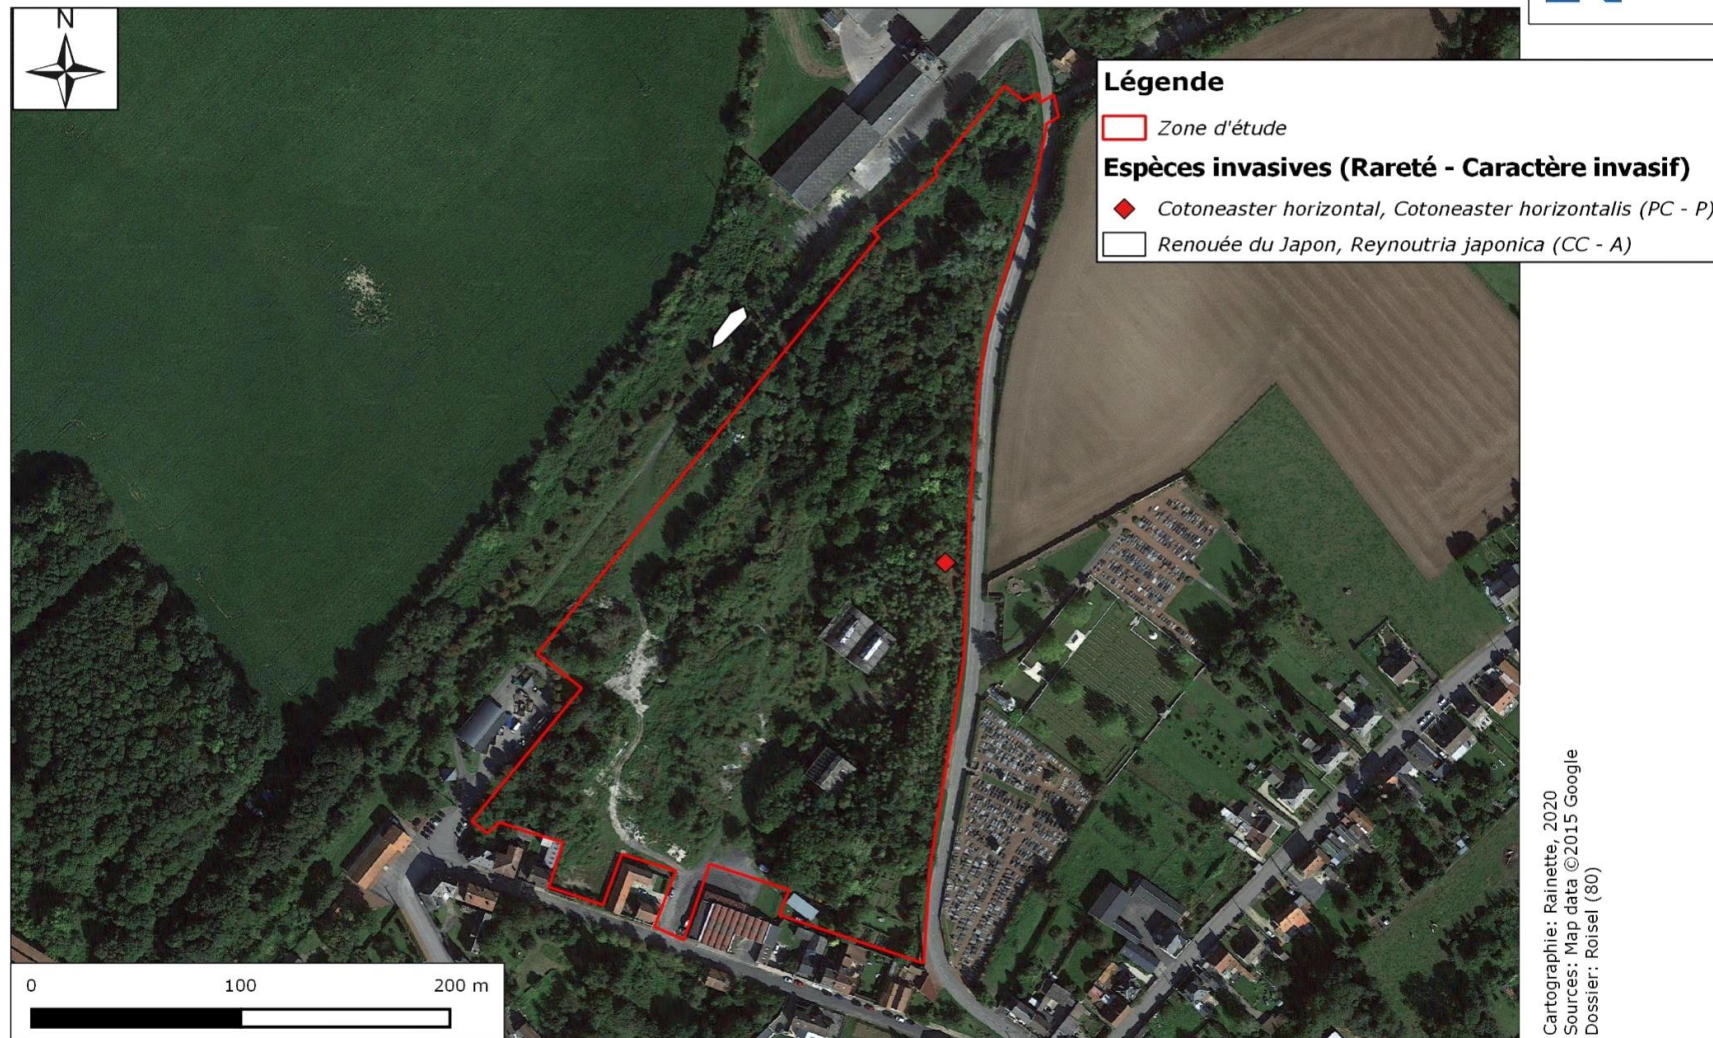 N
Légende
Zone d'étude
Espèces invasives (Rareté - Caractère invasif)
Cotoneaster horizontal, Cotoneaster horizontalis (PC - P)
Renouée du Japon, Reynoutria japonica (CC - A)
0 100 200 m
Cartographie: Rainette, 2020
Sources: Map data ©2015 Google
Dossier: Roisel (80)